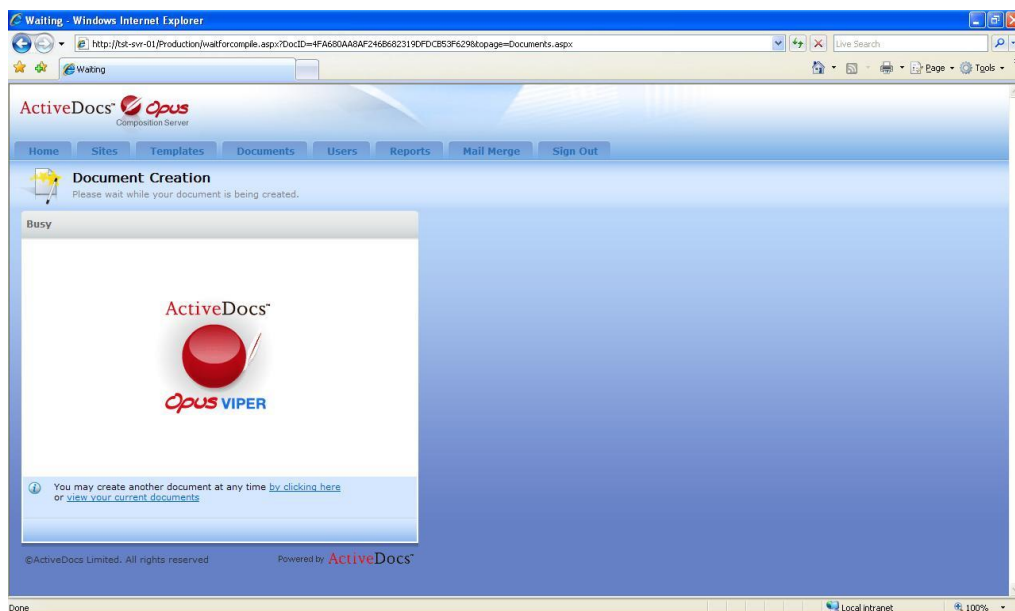 Waiting - Windows Internet Explorer
http://tst-svr-01/Production/waitforcompile.aspx?DocID=4FA680AA8AF246B682319DFDCB53F629&topage=Documents.aspx
Live Search
Waiting
Page
Tools
ActiveDocs Opus
Composition Server
Home Sites Templates Documents Users Reports Mail Merge Sign Out
Document Creation
Please wait while your document is being created.
Busy
ActiveDocs
Opus VIPER
You may create another document at any time by clicking here
or view your current documents
©ActiveDocs Limited. All rights reserved
Powered by ActiveDocs
Done
Local intranet
100%